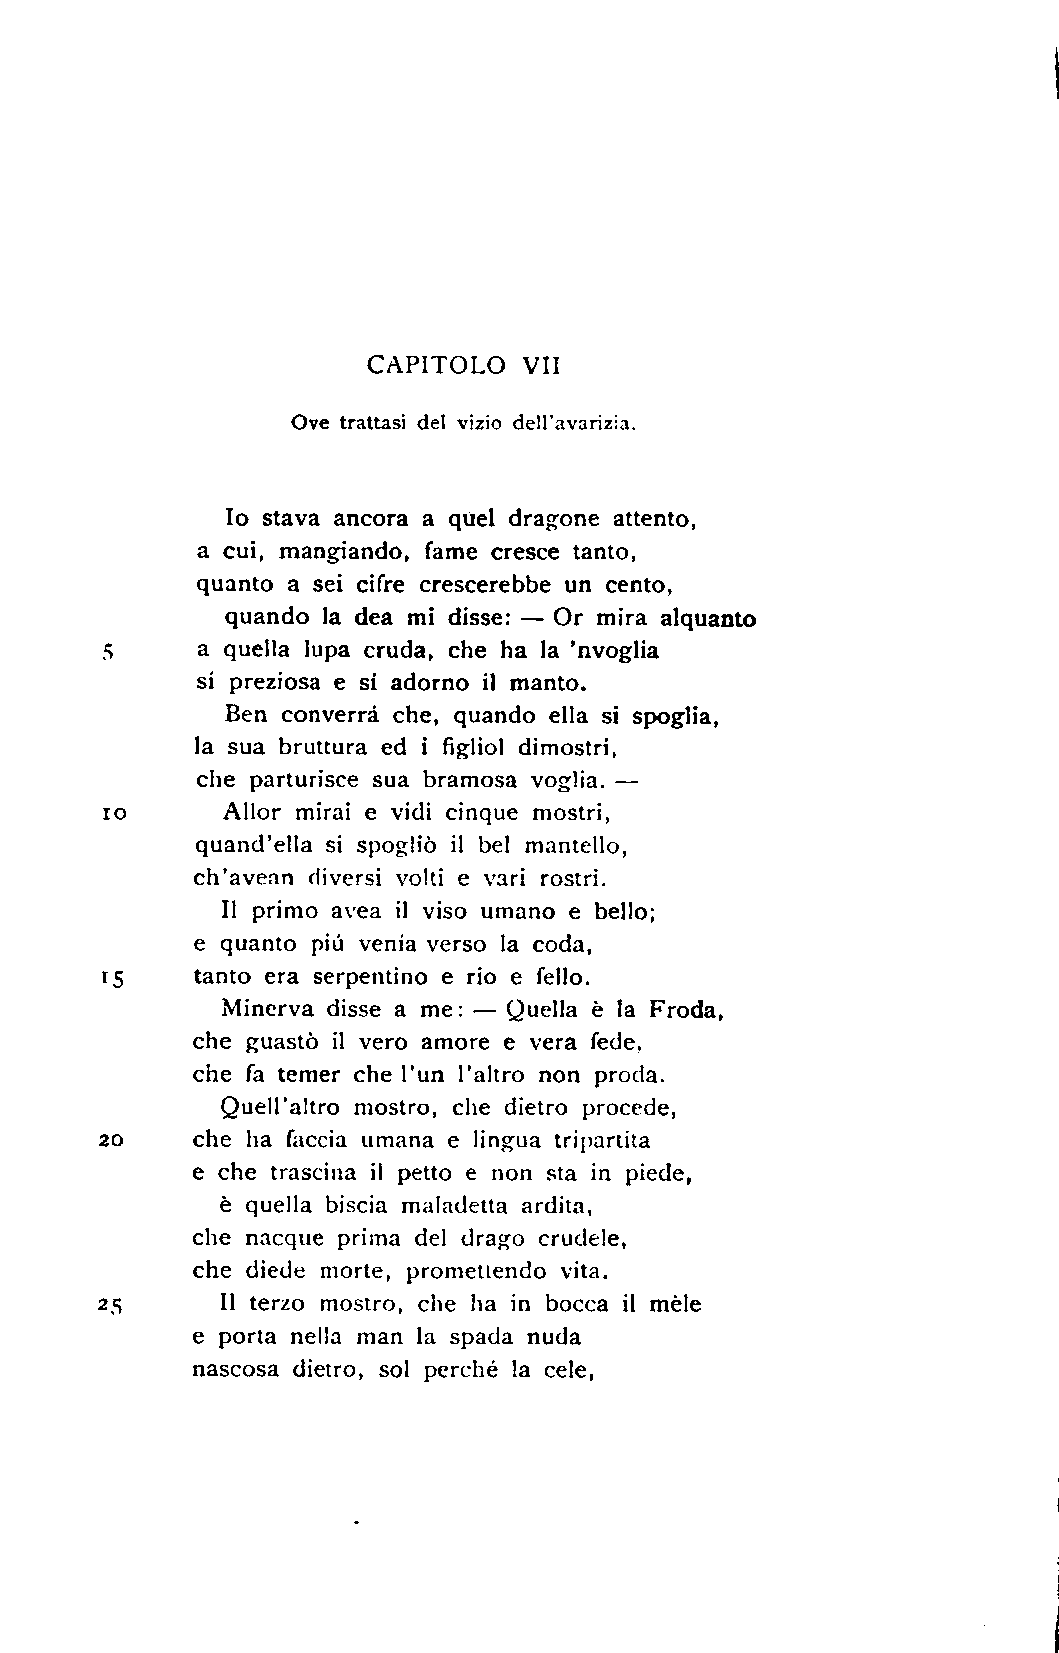 CAPITOLO VII
Ove trattasi del vizio dell'avarizia.
Io stava ancora a quel dragone attento,
a cui, mangiando, fame cresce tanto,
quanto a sei cifre crescerebbe un cento,
quando la dea mi disse: — Or mira alquanto
5 a quella lupa cruda, che ha la 'nvoglia
sí preziosa e sí adorno il manto.
Ben converrá che, quando ella si spoglia,
la sua bruttura ed i figliol dimostri,
che parturisce sua bramosa voglia. —
10 Allor mirai e vidi cinque mostri,
quand'ella si spogliò il bel mantello,
ch'avean diversi volti e vari rostri.
Il primo avea il viso umano e bello;
e quanto piú venía verso la coda,
15 tanto era serpentino e rio e fello.
Minerva disse a me: — Quella è la Froda,
che guastò il vero amore e vera fede,
che fa temer che l'un l'altro non proda.
Quell'altro mostro, che dietro procede,
20 che ha faccia umana e lingua tripartita
e che trascina il petto e non sta in piede,
è quella biscia maladetta ardita,
che nacque prima del drago crudele,
che diede morte, promettendo vita.
25 Il terzo mostro, che ha in bocca il mèle
e porta nella man la spada nuda
nascosa dietro, sol perché la cele,